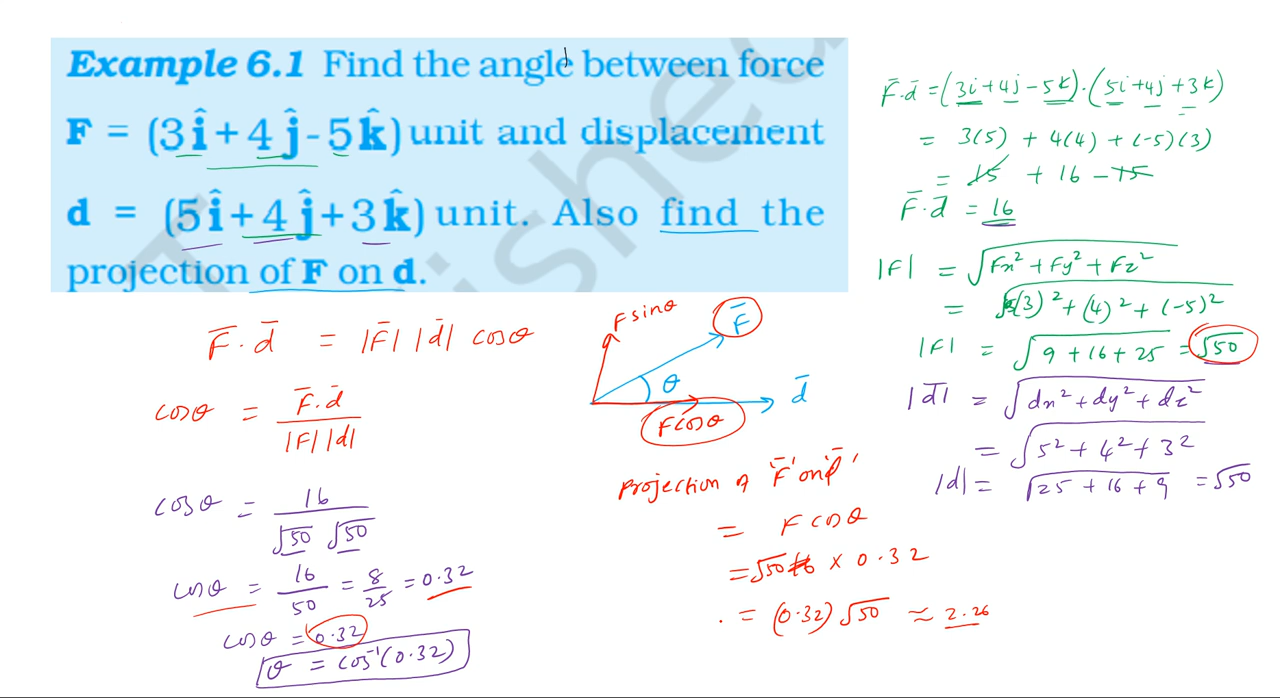 Example 6.1 Find the angle between force
F = (3î + 4ĵ - 5k̂) unit and displacement
d = (5î + 4ĵ + 3k̂) unit. Also find the
projection of F on d.
F̄.d̄ = |F̄| |d̄| cosθ
cosθ = F̄.d̄ / |F| |d|
cosθ = 16 / √50 √50
cosθ = 16/50 = 8/25 = 0.32
cosθ = 0.32
θ = cos⁻¹(0.32)
F sinθ
F̄
θ
d̄
F cosθ
Projection of 'F̄' on 'd̄'
= F cosθ
= √50 × 0.32
= (0.32) √50 ≈ 2.26
F̄.d̄ = (3i + 4j - 5k).(5i + 4j + 3k)
= 3(5) + 4(4) + (-5)(3)
= 15 + 16 - 15
F̄.d̄ = 16
|F| = √Fx² + Fy² + Fz²
= √(3)² + (4)² + (-5)²
|F| = √9 + 16 + 25 = √50
|d̄| = √dx² + dy² + dz²
= √5² + 4² + 3²
|d| = √25 + 16 + 9 = √50